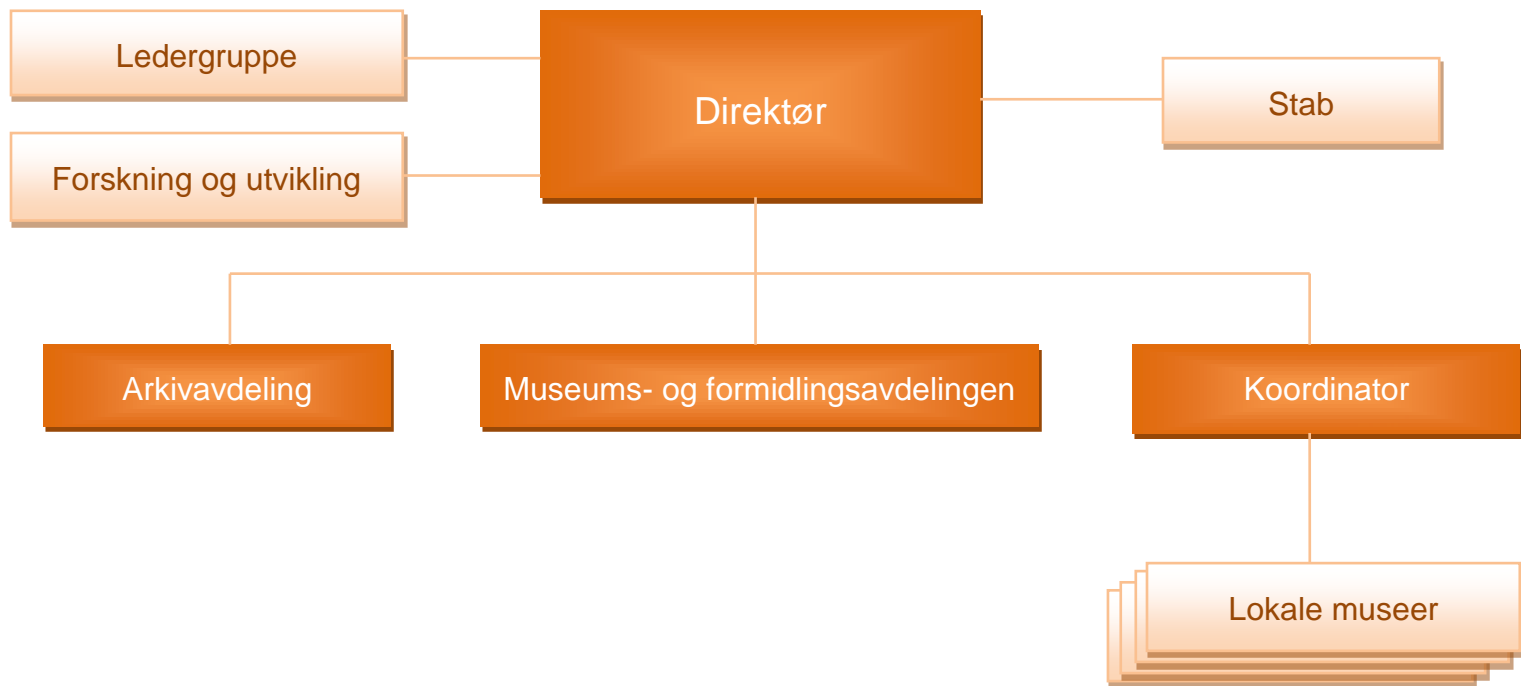 Ledergruppe
Direktør
Stab
Forskning og utvikling
Arkivavdeling
Museums- og formidlingsavdelingen
Koordinator
Lokale museer